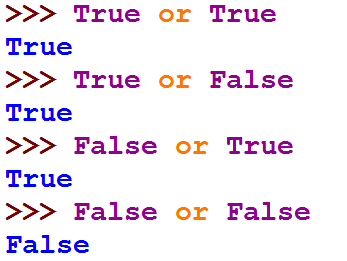 >>> True or True
True
>>> True or False
True
>>> False or True
True
>>> False or False
False